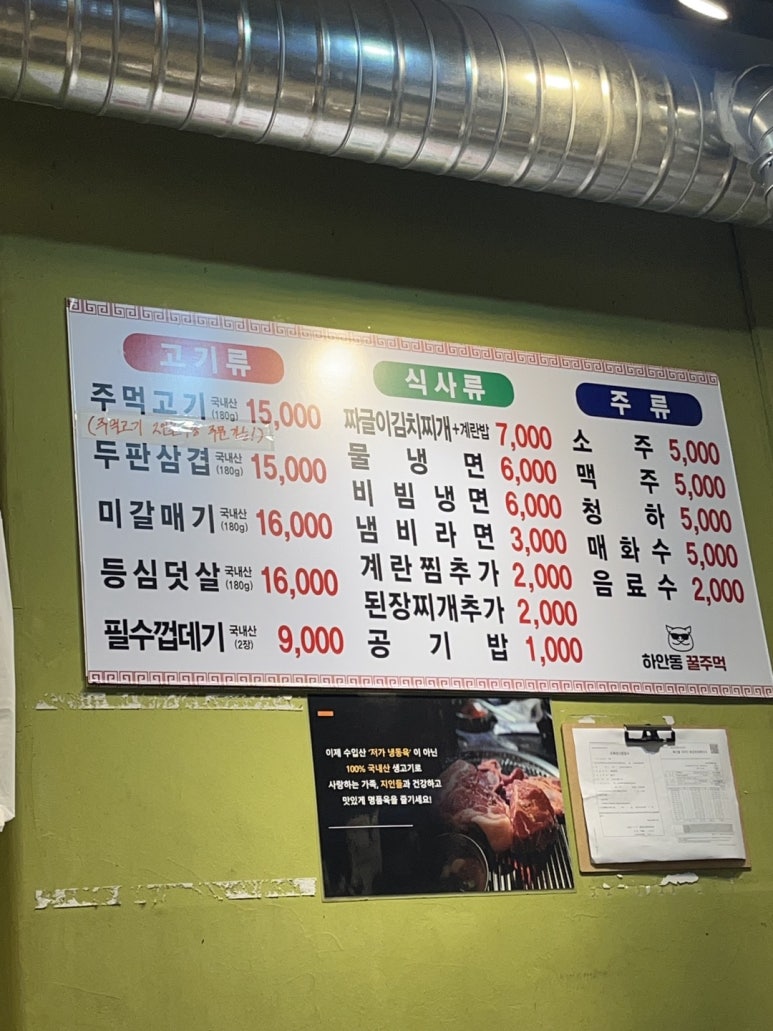 고기류
주먹고기 국내산 (180g) 15,000
(주먹고기 주문
두판삼겹 국내산 (180g) 15,000
미갈매기 국내산 (180g) 16,000
등심덧살 국내산 (180g) 16,000
필수껍데기 국내산 (2장) 9,000
식사류
짜글이김치찌개+계란밥 7,000
물냉면 6,000
비빔냉면 6,000
냄비라면 3,000
계란찜추가 2,000
된장찌개추가 2,000
공기밥 1,000
주류
소주 5,000
맥주 5,000
청하 5,000
매화수 5,000
음료수 2,000
하안동 꿀주먹
이제 수입산 '저가 냉동육' 이 아닌
100% 국내산 생고기로
사랑하는 가족, 지인들과 건강하고
맛있게 명품육을 즐기세요!